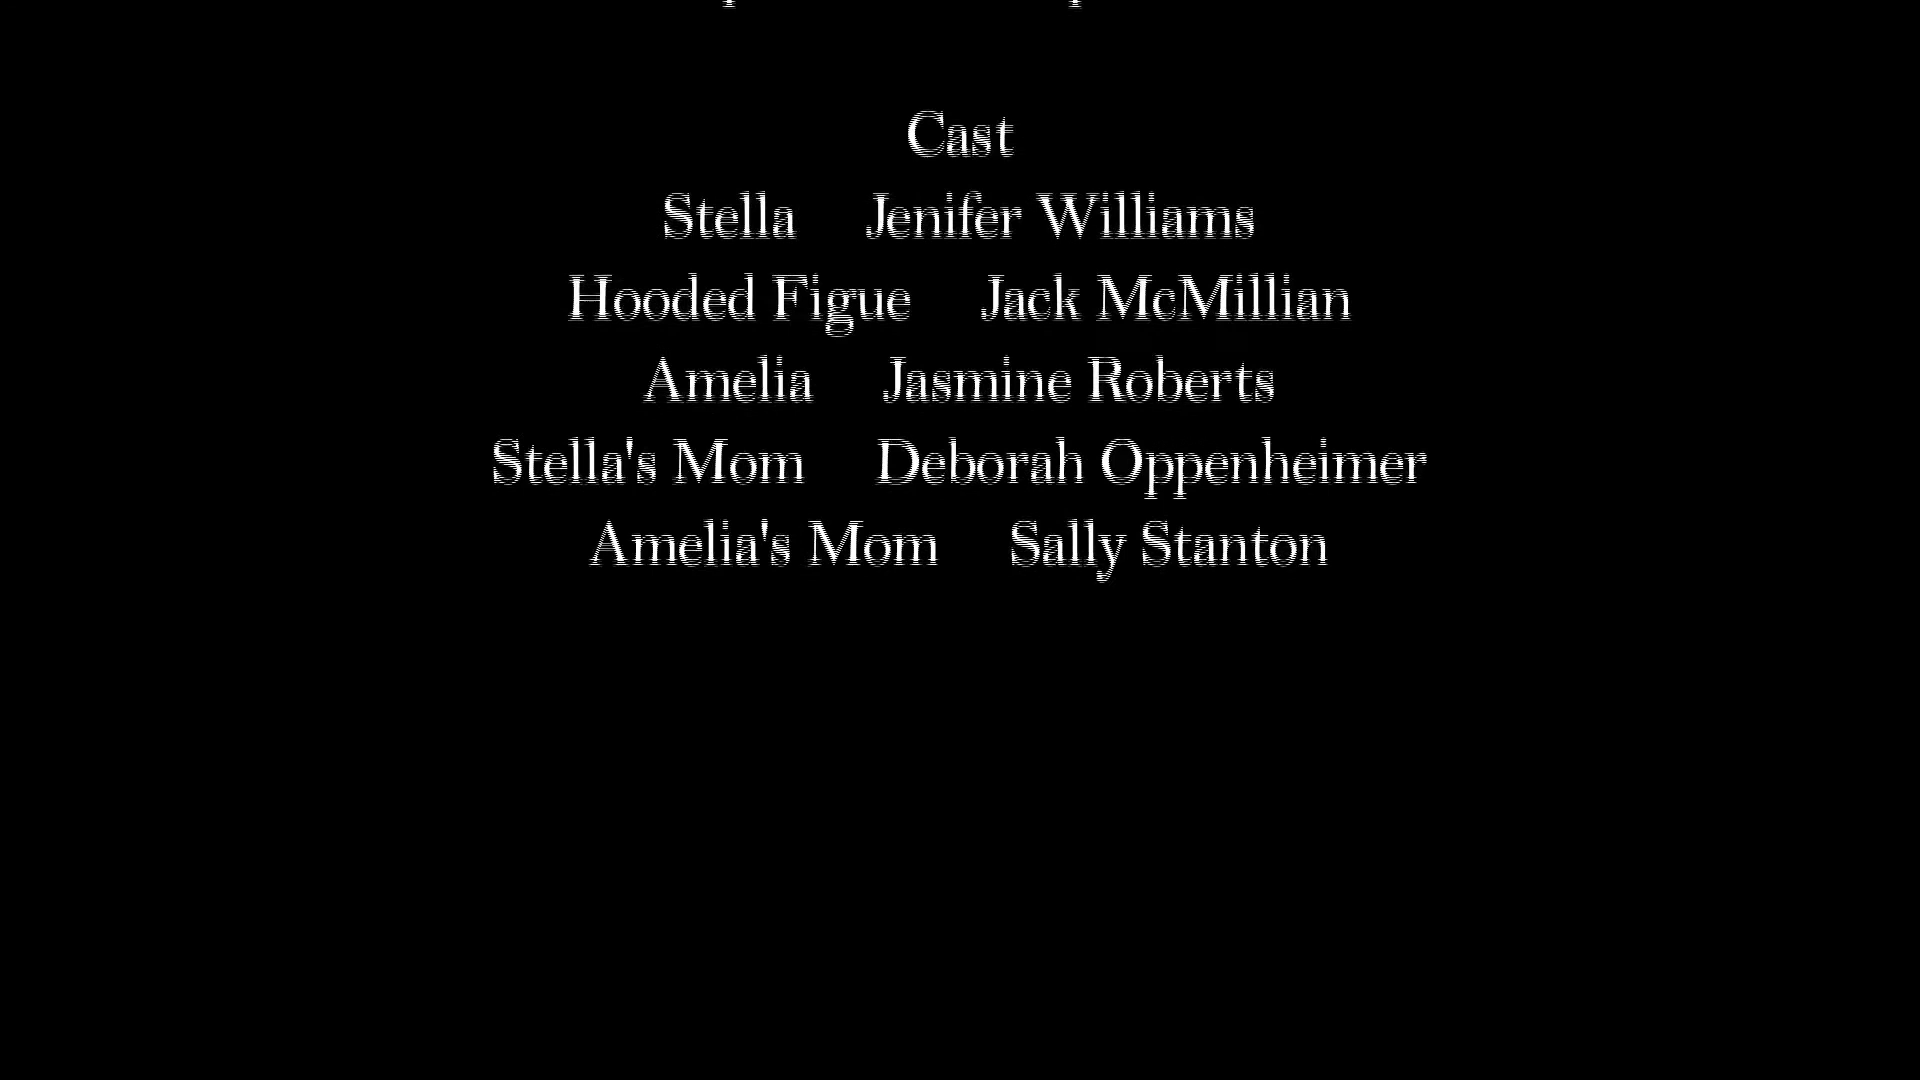 Cast
Stella Jenifer Williams
Hooded Figue Jack McMillian
Amelia Jasmine Roberts
Stella's Mom Deborah Oppenheimer
Amelia's Mom Sally Stanton